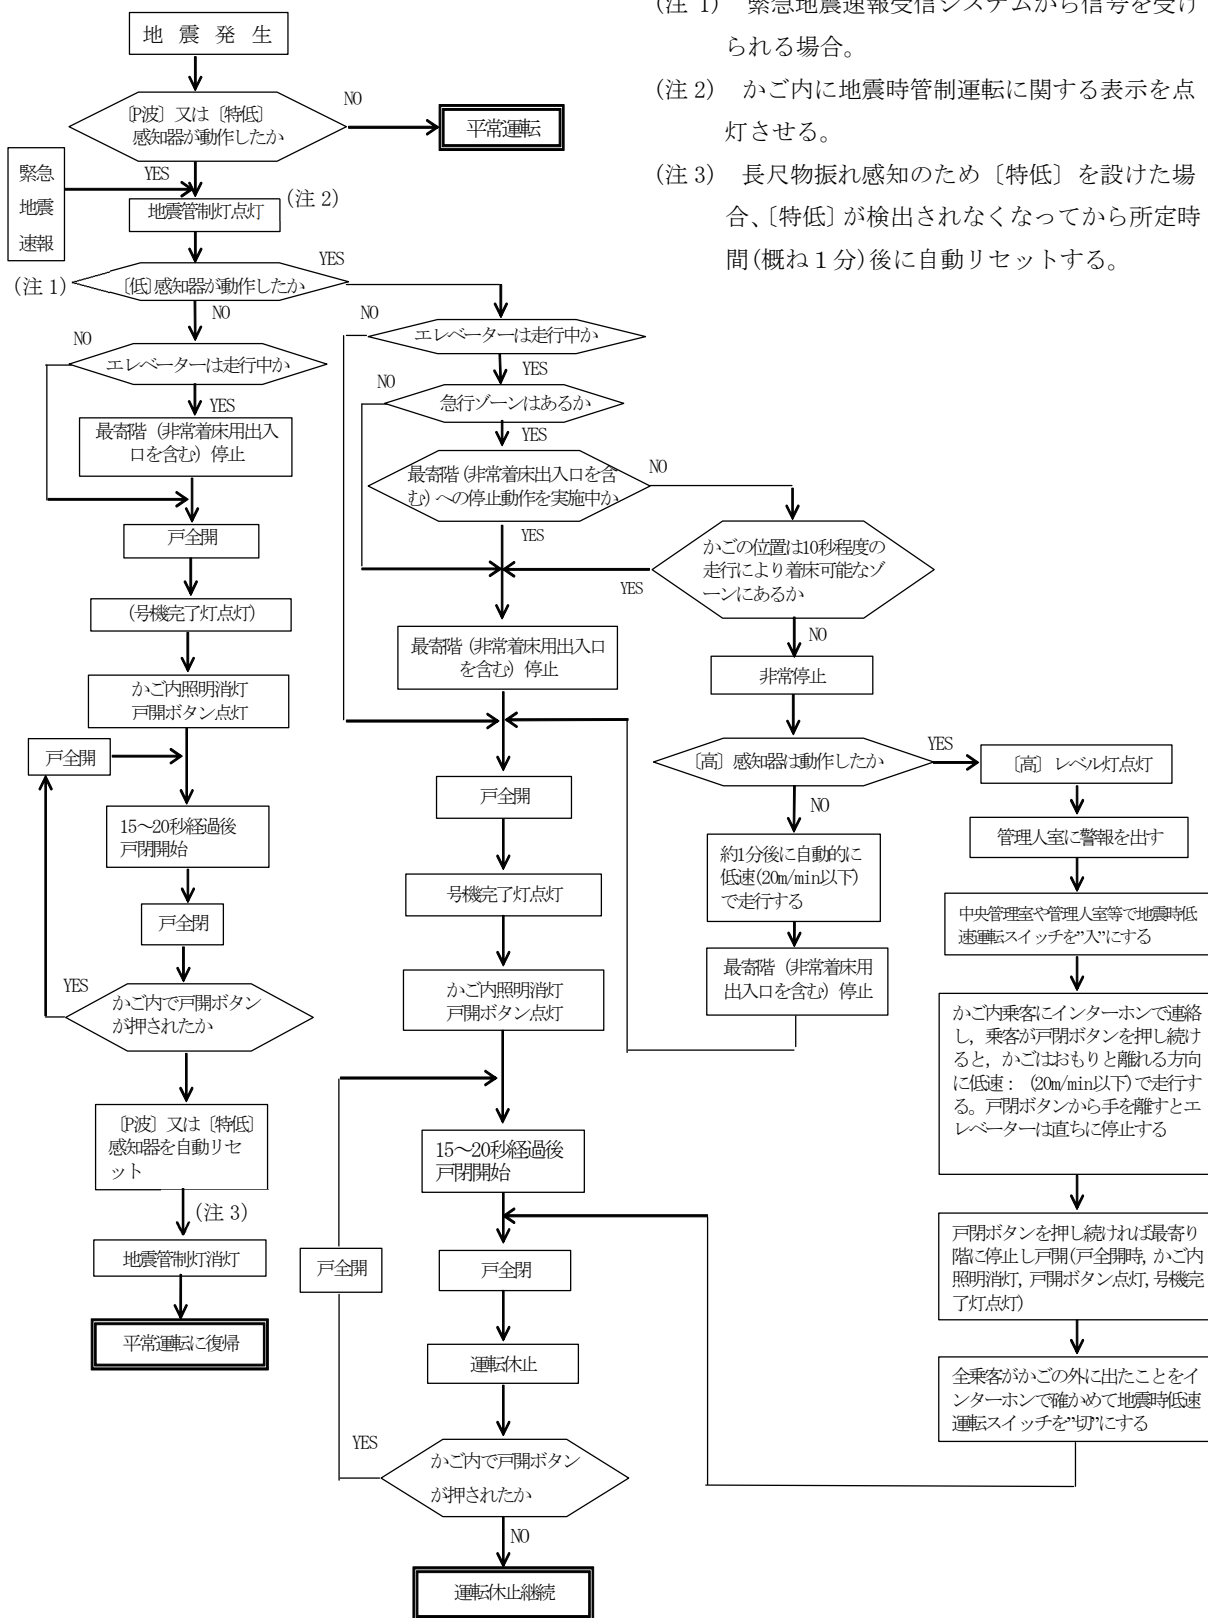 (注 1) 緊急地震速報受信システムから信号を受け
られる場合。
(注 2) かご内に地震時管制運転に関する表示を点
灯させる。
(注 3) 長尺物振れ感知のため〔特低〕を設けた場
合、〔特低〕が検出されなくなってから所定時
間(概ね１分)後に自動リセットする。
地 震 発 生
〔P波〕又は〔特低〕
感知器が動作したか
NO
平常運転
YES
緊急
地震
速報
(注 1)
地震管制灯点灯
(注 2)
〔低〕感知器が動作したか
YES
NO
エレベーターは走行中か
NO
YES
最寄階（非常着床用出入
口を含む）停止
戸全開
(号機完了灯点灯)
かご内照明消灯
戸開ボタン点灯
戸全開
15～20秒経過後
戸閉開始
戸全閉
YES
かご内で戸開ボタン
が押されたか
〔P波〕又は〔特低〕
感知器を自動リセ
ット
(注 3)
地震管制灯消灯
平常運転に復帰
NO
エレベーターは走行中か
YES
NO
急行ゾーンはあるか
YES
最寄階(非常着床出入口を含
む)への停止動作を実施中か
NO
YES
かごの位置は10秒程度の
走行により着床可能なゾ
ーンにあるか
YES
NO
最寄階（非常着床用出入口
を含む）停止
非常停止
〔高〕感知器は動作したか
YES
NO
戸全開
号機完了灯点灯
約1分後に自動的に
低速(20m/min以下)
で走行する
最寄階（非常着床用
出入口を含む）停止
かご内照明消灯
戸開ボタン点灯
15～20秒経過後
戸閉開始
戸全開
戸全閉
運転休止
YES
かご内で戸開ボタン
が押されたか
NO
運転休止継続
〔高〕レベル灯点灯
管理人室に警報を出す
中央管理室や管理人室等で地震時低
速運転スイッチを”入”にする
かご内乗客にインターホンで連絡
し，乗客が戸閉ボタンを押し続け
ると，かごはおもりと離れる方向
に低速：(20m/min以下)で走行す
る。戸閉ボタンから手を離すとエ
レベーターは直ちに停止する
戸閉ボタンを押し続ければ最寄り
階に停止し戸開(戸全開時,かご内
照明消灯,戸開ボタン点灯,号機完
了灯点灯)
全乗客がかごの外に出たことをイ
ンターホンで確かめて地震時低速
運転スイッチを”切”にする